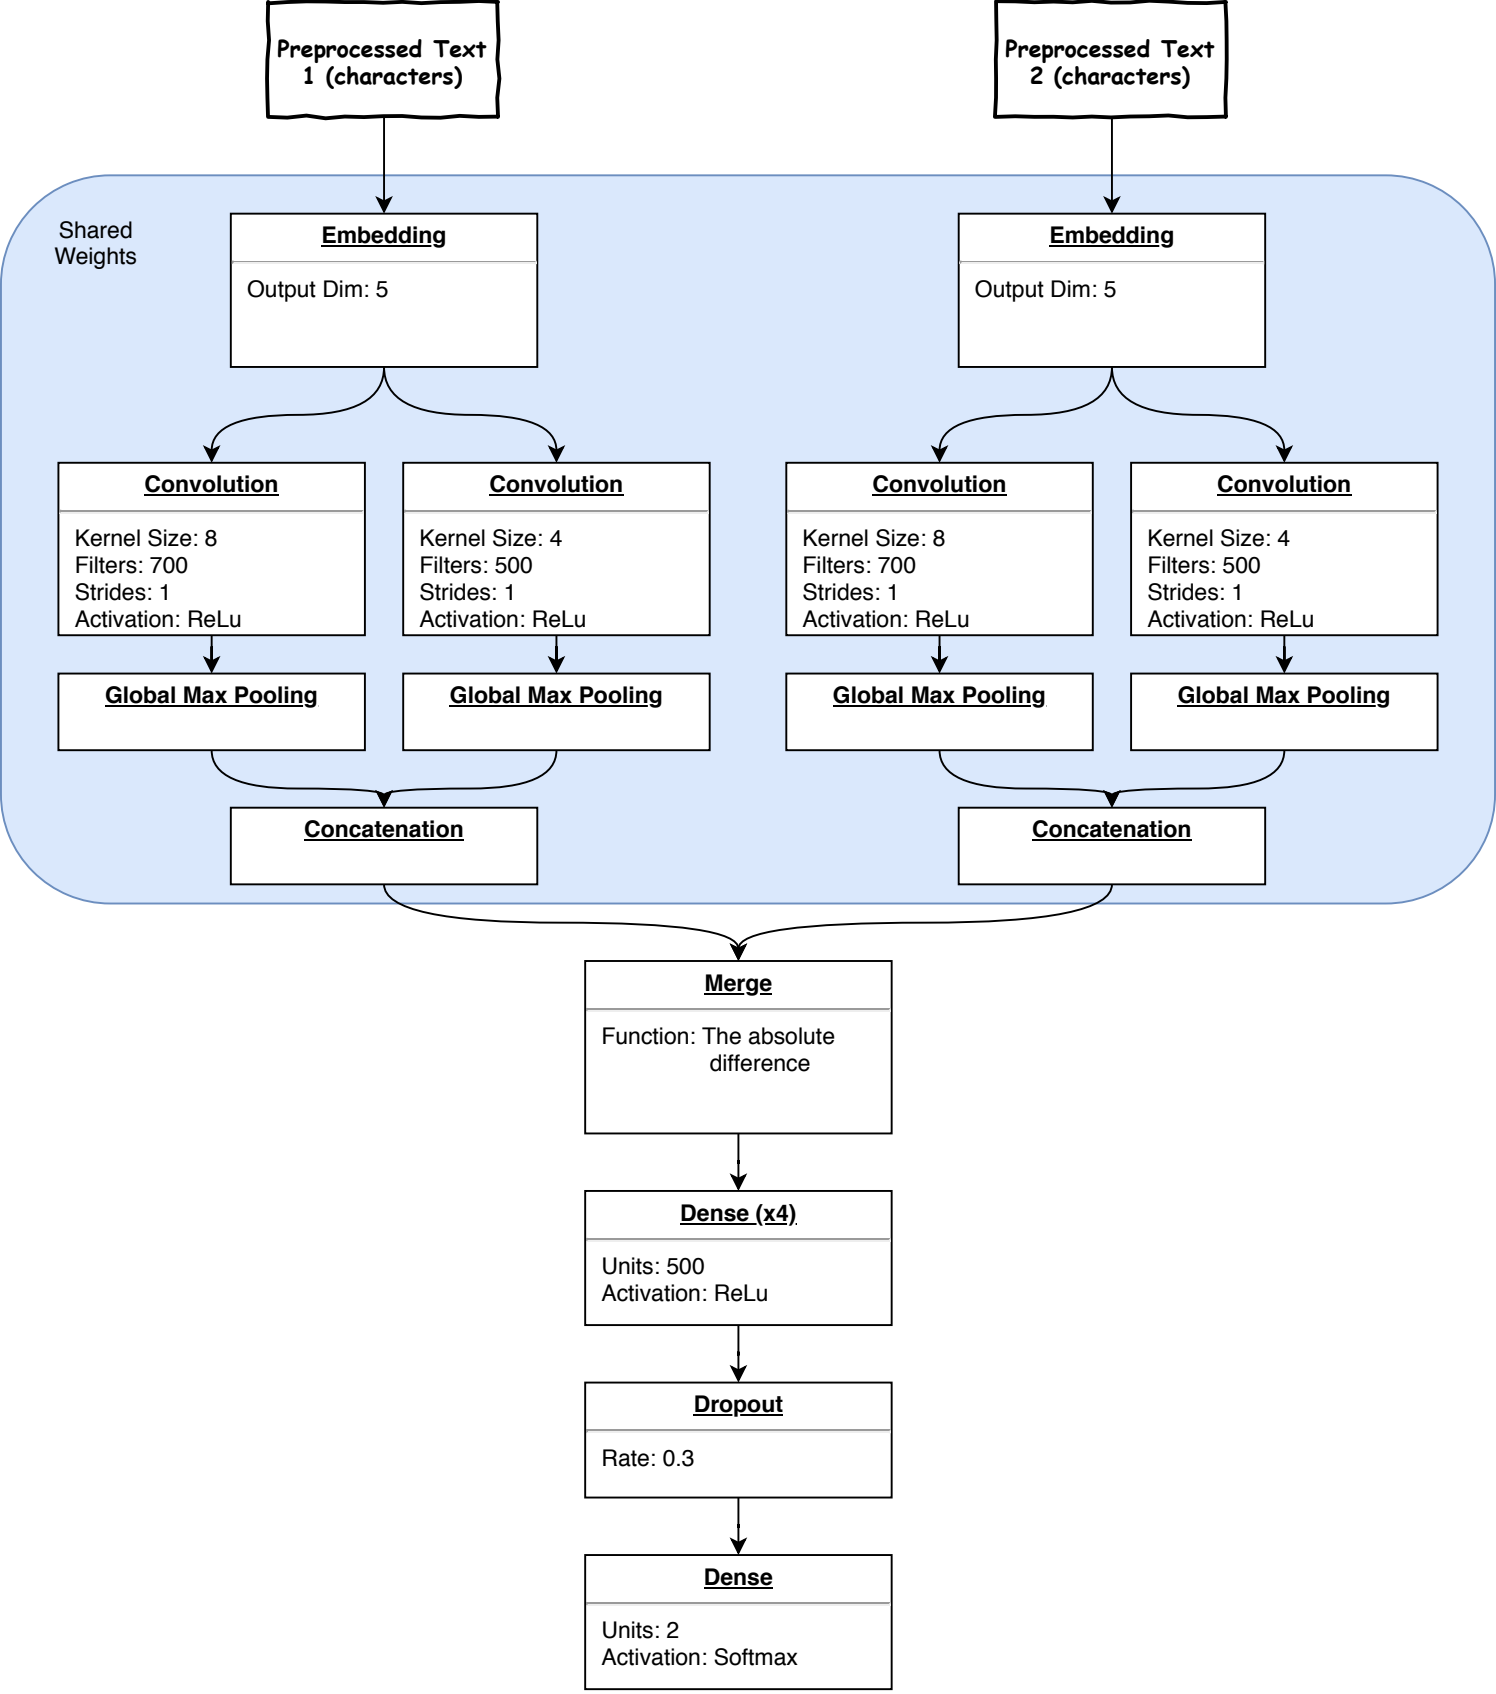 Preprocessed Text
1 (characters)
Preprocessed Text
2 (characters)
Shared
Weights
Embedding
Output Dim: 5
Embedding
Output Dim: 5
Convolution
Kernel Size: 8
Filters: 700
Strides: 1
Activation: ReLu
Convolution
Kernel Size: 4
Filters: 500
Strides: 1
Activation: ReLu
Convolution
Kernel Size: 8
Filters: 700
Strides: 1
Activation: ReLu
Convolution
Kernel Size: 4
Filters: 500
Strides: 1
Activation: ReLu
Global Max Pooling
Global Max Pooling
Global Max Pooling
Global Max Pooling
Concatenation
Concatenation
Merge
Function: The absolute
difference
Dense (x4)
Units: 500
Activation: ReLu
Dropout
Rate: 0.3
Dense
Units: 2
Activation: Softmax